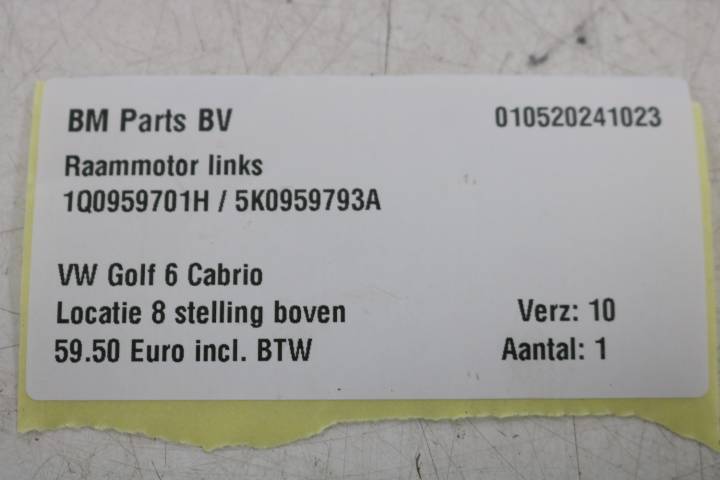 BM Parts BV 010520241023
Raammotor links
1Q0959701H / 5K0959793A
VW Golf 6 Cabrio
Locatie 8 stelling boven Verz: 10
59.50 Euro incl. BTW Aantal: 1